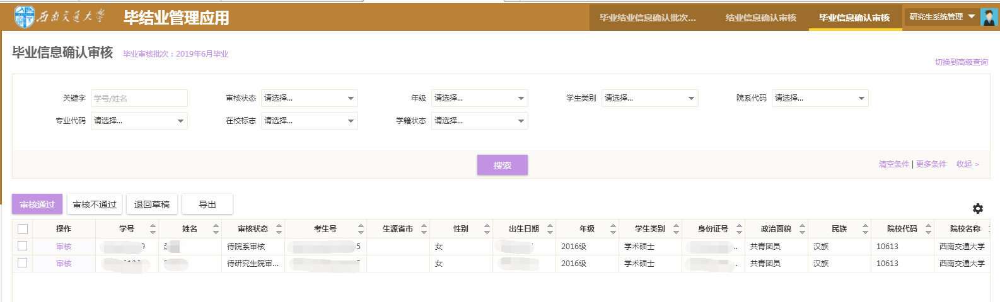 西南交通大学 毕结业管理应用 毕业结业信息确认批次... 结业信息确认审核 毕业信息确认审核 研究生系统管理
毕业信息确认审核 毕业审核批次：2019年6月毕业
切换到高级查询
关键字 学号/姓名 审核状态 请选择... 年级 请选择... 学生类别 请选择... 院系代码 请选择...
专业代码 请选择... 在校标志 请选择... 学籍状态 请选择...
搜索 清空条件 | 更多条件 收起 >
审核通过 审核不通过 退回草稿 导出
操作 学号 姓名 审核状态 考生号 生源省市 性别 出生日期 年级 学生类别 身份证号 政治面貌 民族 院校代码 院校名称
审核 9 待院系审核 5 女 2016级 学术硕士 .. 共青团员 汉族 10613 西南交通大学
审核 待研究生院审... 女 2016级 学术硕士 . 共青团员 汉族 10613 西南交通大学